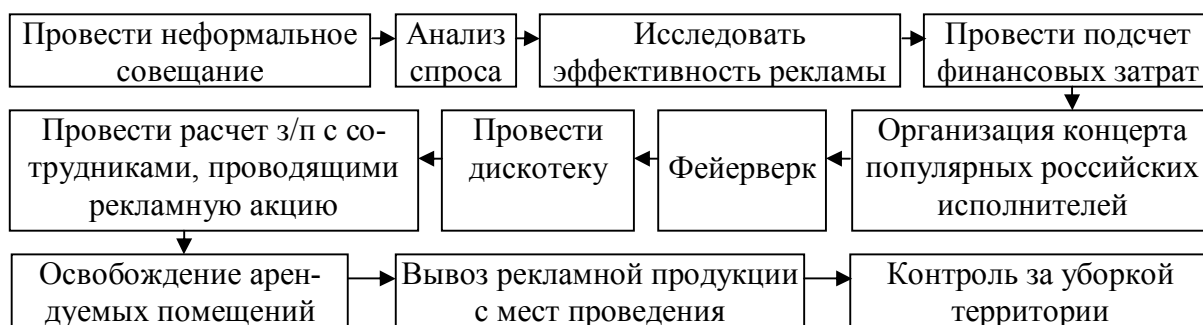 Провести неформальное
совещание
Анализ
спроса
Исследовать
эффективность рекламы
Провести подсчет
финансовых затрат
Организация концерта
популярных российских
исполнителей
Фейерверк
Провести
дискотеку
Провести расчет з/п с со-
трудниками, проводящими
рекламную акцию
Освобождение арен-
дуемых помещений
Вывоз рекламной продукции
с мест проведения
Контроль за уборкой
территории